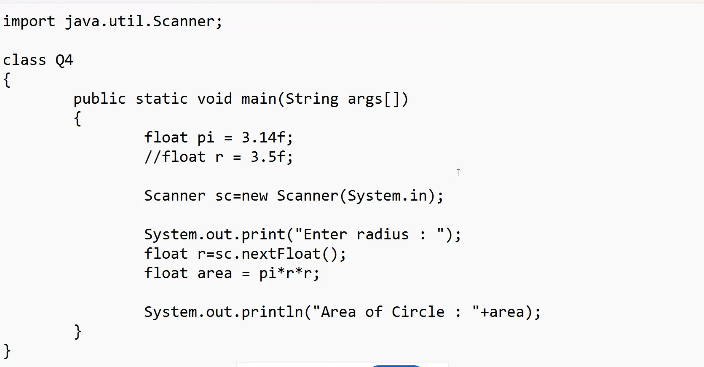 import java.util.Scanner;
class Q4
{
public static void main(String args[])
{
float pi = 3.14f;
//float r = 3.5f;
Scanner sc=new Scanner(System.in);
System.out.print("Enter radius : ");
float r=sc.nextFloat();
float area = pi*r*r;
System.out.println("Area of Circle : "+area);
}
}